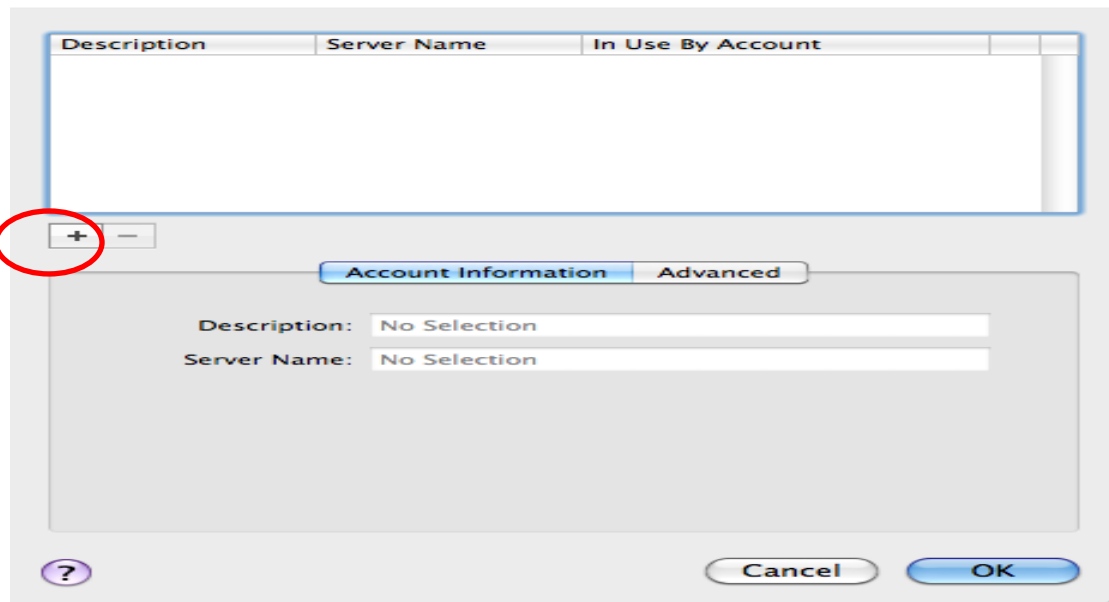 Description Server Name In Use By Account
+ −
Account Information Advanced
Description: No Selection
Server Name: No Selection
? Cancel OK